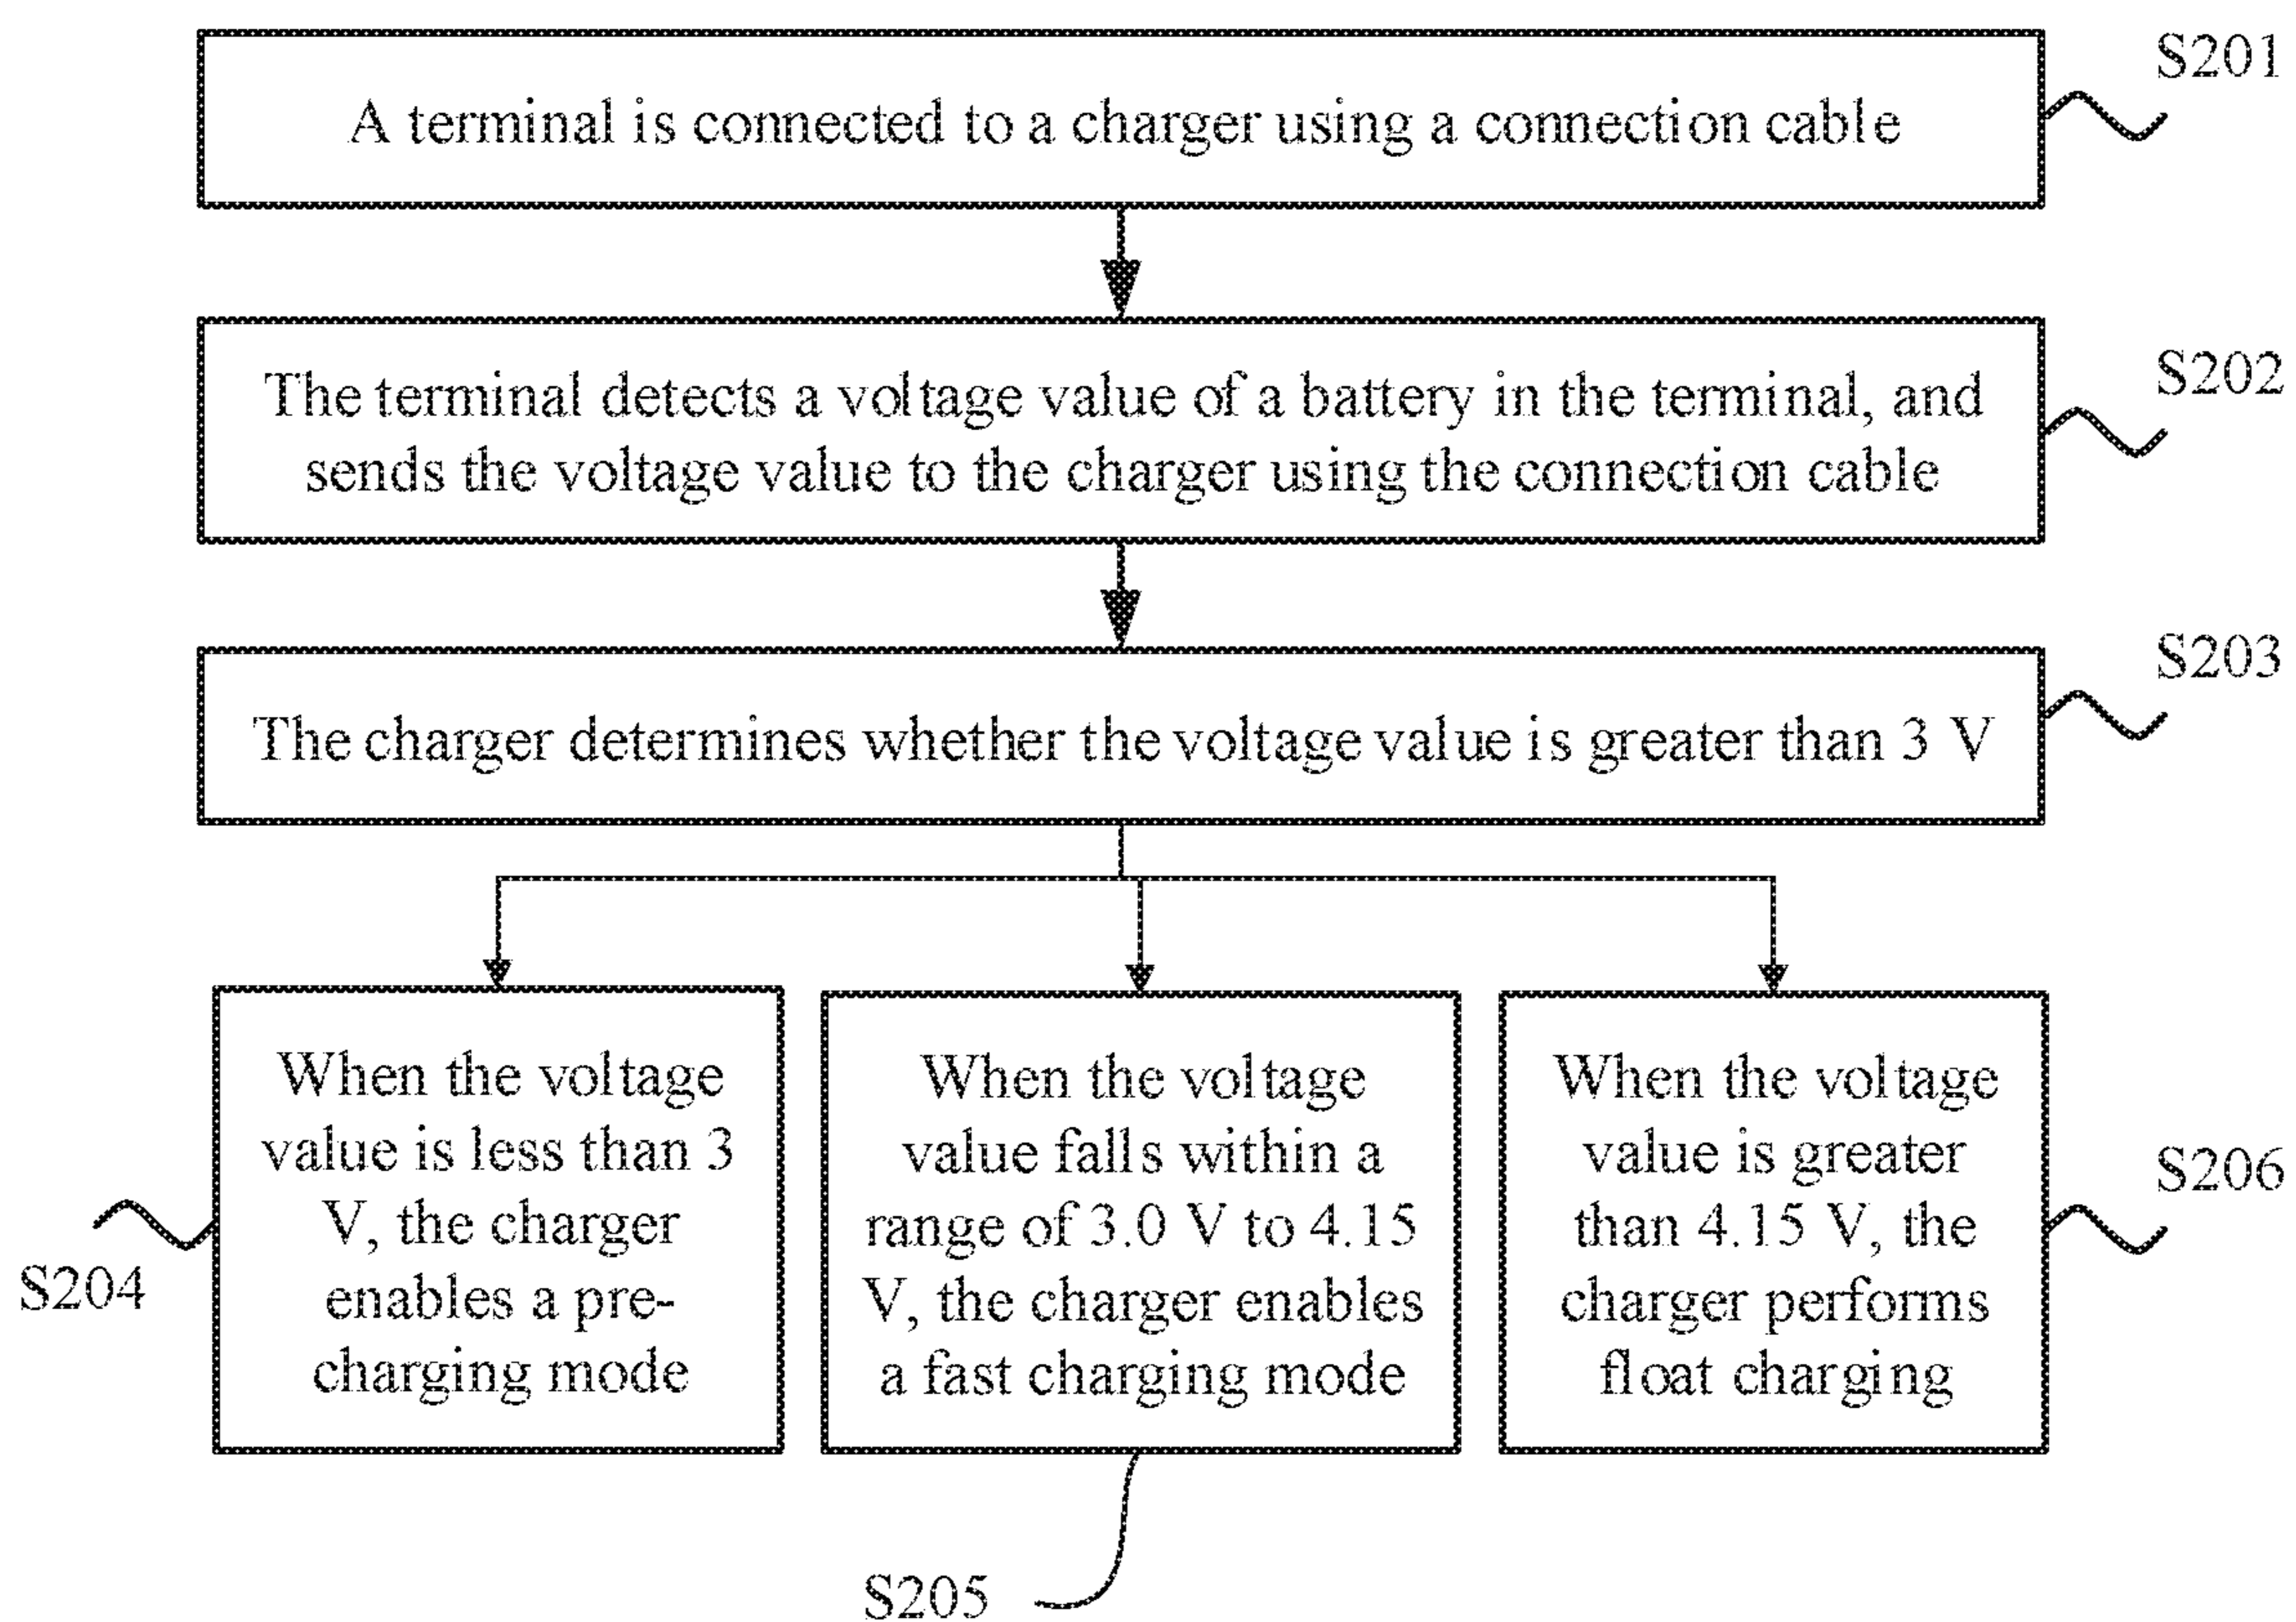 A terminal is connected to a charger using a connection cable
S201
The terminal detects a voltage value of a battery in the terminal, and
sends the voltage value to the charger using the connection cable
S202
The charger determines whether the voltage value is greater than 3 V
S203
When the voltage
value is less than 3
V, the charger
enables a pre-
charging mode
S204
When the voltage
value falls within a
range of 3.0 V to 4.15
V, the charger enables
a fast charging mode
S205
When the voltage
value is greater
than 4.15 V, the
charger performs
float charging
S206